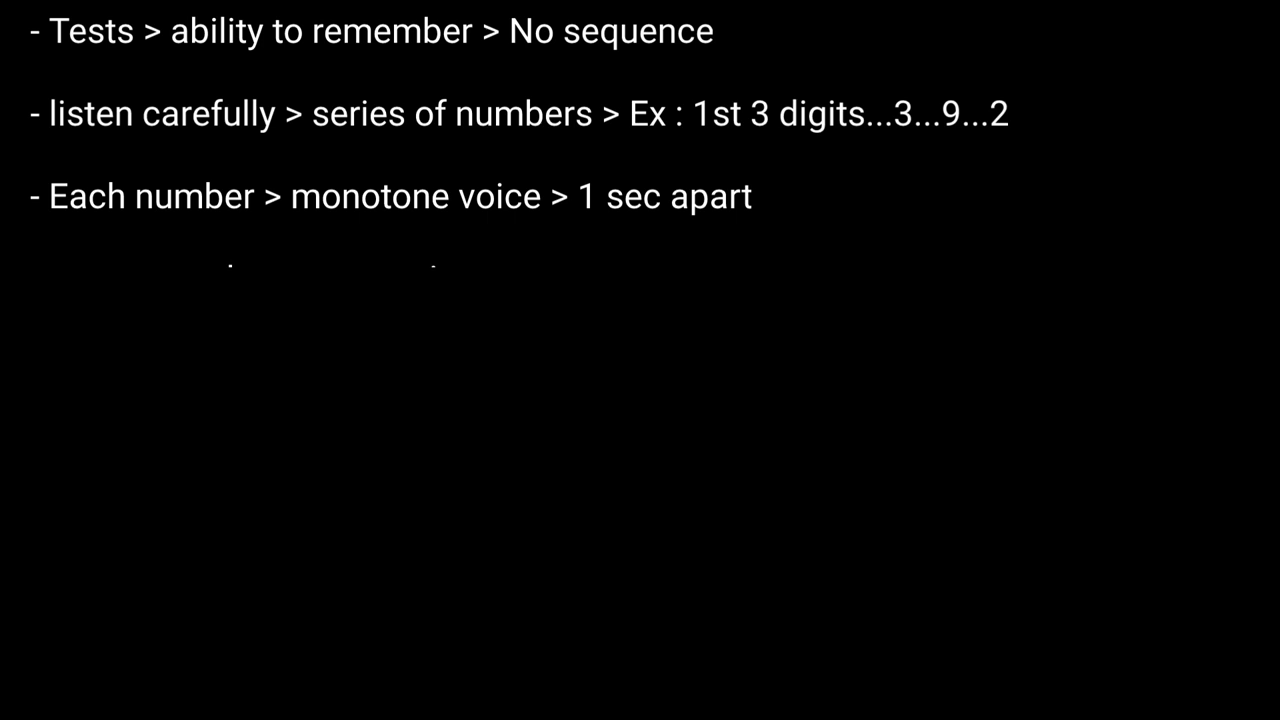 - Tests > ability to remember > No sequence
- listen carefully > series of numbers > Ex : 1st 3 digits...3...9...2
- Each number > monotone voice > 1 sec apart